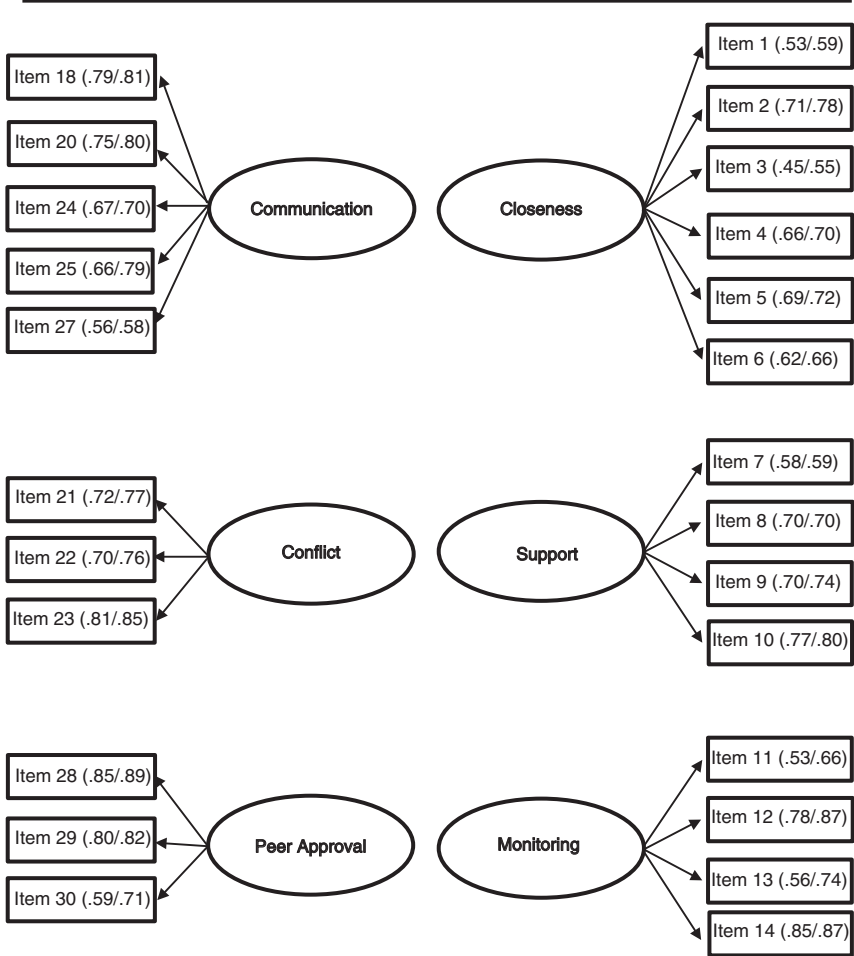 Item 18 (.79/.81)
Item 20 (.75/.80)
Item 24 (.67/.70)
Item 25 (.66/.79)
Item 27 (.56/.58)
Communication
Closeness
Item 1 (.53/.59)
Item 2 (.71/.78)
Item 3 (.45/.55)
Item 4 (.66/.70)
Item 5 (.69/.72)
Item 6 (.62/.66)
Item 21 (.72/.77)
Item 22 (.70/.76)
Item 23 (.81/.85)
Conflict
Support
Item 7 (.58/.59)
Item 8 (.70/.70)
Item 9 (.70/.74)
Item 10 (.77/.80)
Item 28 (.85/.89)
Item 29 (.80/.82)
Item 30 (.59/.71)
Peer Approval
Monitoring
Item 11 (.53/.66)
Item 12 (.78/.87)
Item 13 (.56/.74)
Item 14 (.85/.87)